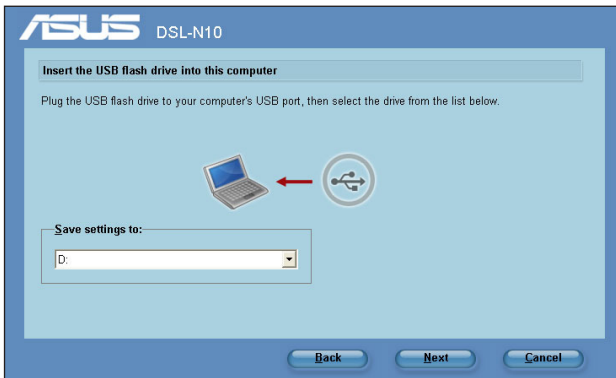 ASUS DSL-N10
Insert the USB flash drive into this computer
Plug the USB flash drive to your computer's USB port, then select the drive from the list below.
Save settings to:
D:
Back Next Cancel